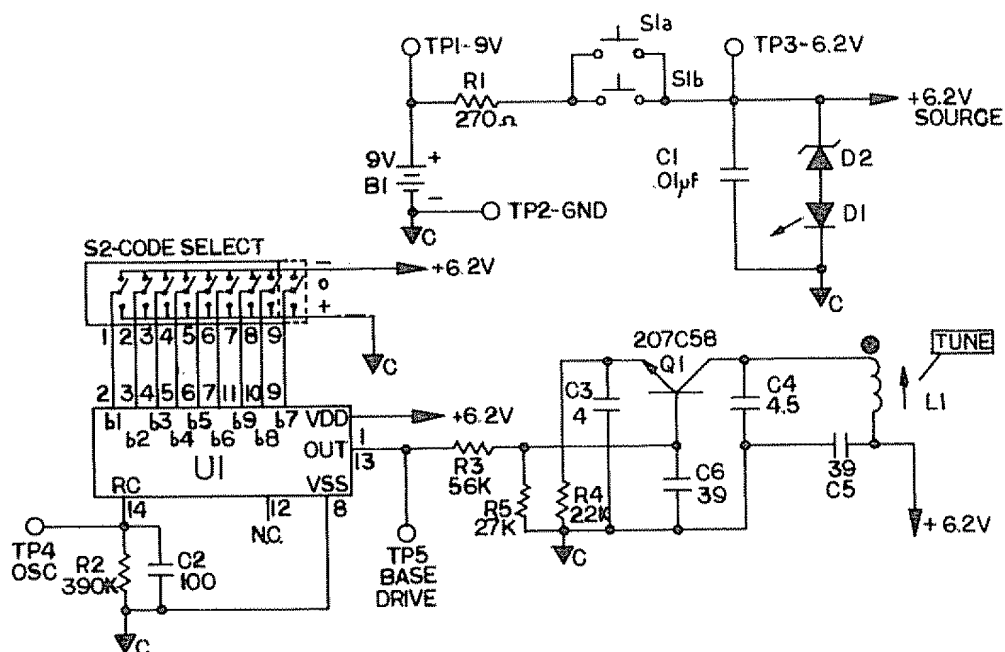 S1a
TP1-9V
TP3-6.2V
R1
270Ω
S1b
+6.2V
SOURCE
9V
B1
+
−
C1
.01µf
D2
D1
TP2-GND
C
C
S2-CODE SELECT
−
o
+
+6.2V
1 2 3 4 5 6 7 8 9
C
2 3 4 5 6 7 11 10 9
b1 b3 b5 b9 b7 VDD
b2 b4 b6 b8
+6.2V
1
OUT
13
U1
RC
VSS
14
12
8
N.C.
TP4
OSC
R2
390K
C2
100
C
TP5
BASE
DRIVE
R3
56K
R5
27K
R4
22K
C
C3
4
207C58
Q1
C6
39
C4
4.5
TUNE
L1
39
C5
+6.2V